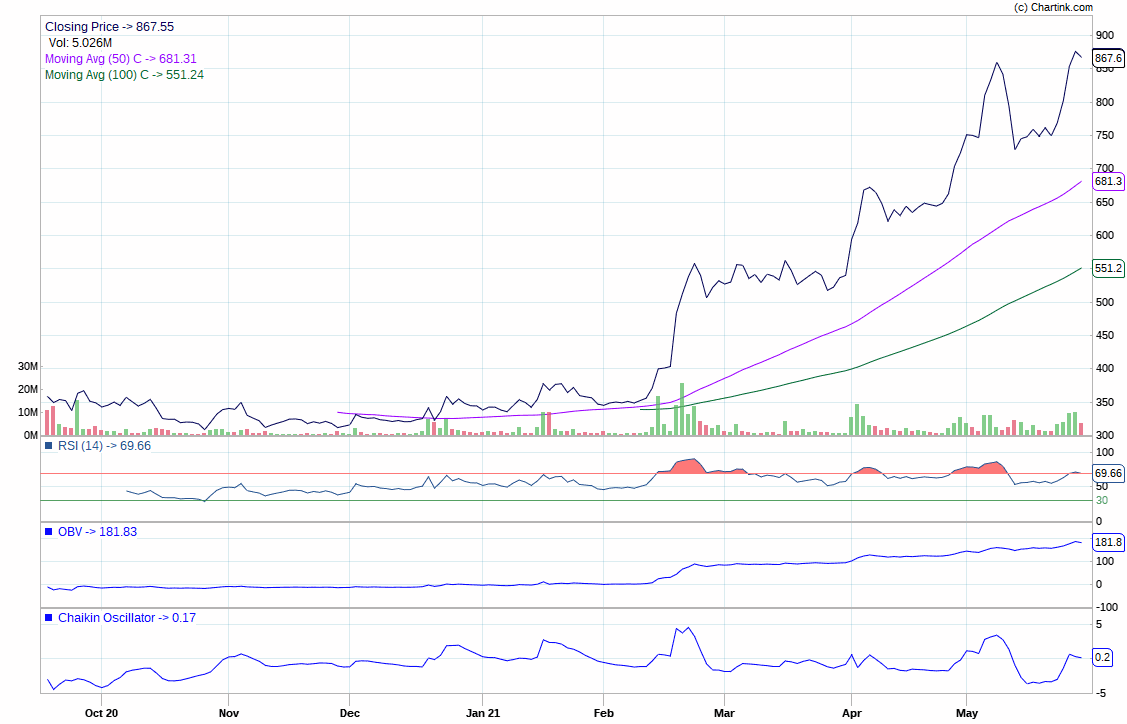 (c) Chartink.com
Closing Price -> 867.55
Vol: 5.026M
Moving Avg (50) C -> 681.31
Moving Avg (100) C -> 551.24
900
867.6
850
800
750
700
681.3
650
600
551.2
500
450
400
350
300
30M
20M
10M
0M
RSI (14) -> 69.66
100
69.66
50
30
0
OBV -> 181.83
181.8
100
0
-100
Chaikin Oscillator -> 0.17
5
0.2
-5
Oct 20 Nov Dec Jan 21 Feb Mar Apr May